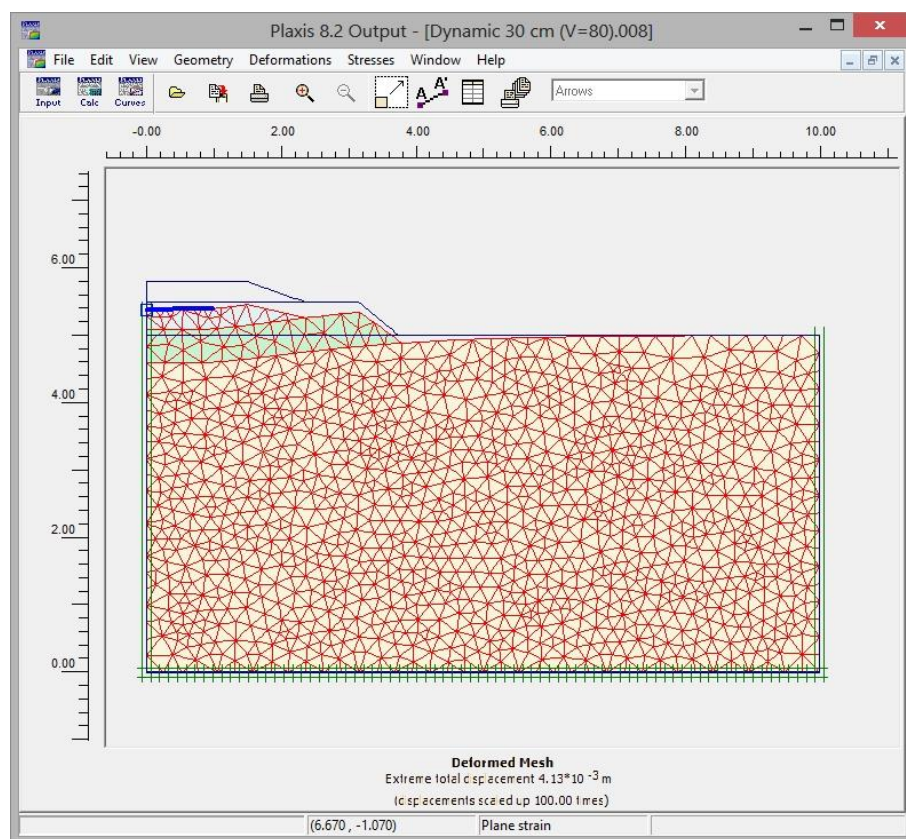 Plaxis 8.2 Output - [Dynamic 30 cm (V=80).008]
File Edit View Geometry Deformations Stresses Window Help
Input Calc Curves
A A'
Arrows
-0.00 2.00 4.00 6.00 8.00 10.00
6.00
4.00
2.00
0.00
Deformed Mesh
Extreme total displacement 4.13*10 -3 m
(displacements scaled up 100.00 times)
(6.670 , -1.070) Plane strain